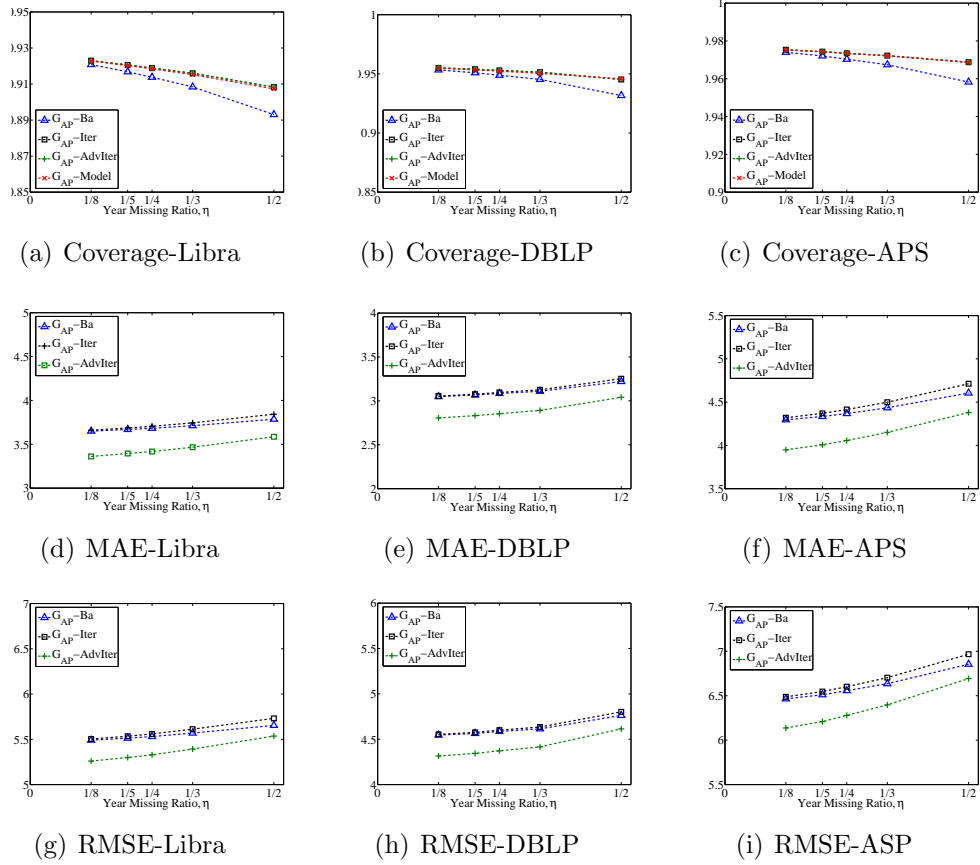 0.95
0.93
0.91
0.89
0.87
0.85
G_AP-Ba
G_AP-Iter
G_AP-AdvIter
G_AP-Model
0 1/8 1/5 1/4 1/3 1/2
Year Missing Ratio, η
(a) Coverage-Libra
1
0.95
0.9
0.85
G_AP-Ba
G_AP-Iter
G_AP-AdvIter
G_AP-Model
0 1/8 1/5 1/4 1/3 1/2
Year Missing Ratio, η
(b) Coverage-DBLP
1
0.98
0.96
0.94
0.92
0.9
G_AP-Ba
G_AP-Iter
G_AP-AdvIter
G_AP-Model
0 1/8 1/5 1/4 1/3 1/2
Year Missing Ratio, η
(c) Coverage-APS
5
4.5
4
3.5
3
G_AP-Ba
G_AP-Iter
G_AP-AdvIter
0 1/8 1/5 1/4 1/3 1/2
Year Missing Ratio, η
(d) MAE-Libra
4
3.5
3
2.5
2
G_AP-Ba
G_AP-Iter
G_AP-AdvIter
0 1/8 1/5 1/4 1/3 1/2
Year Missing Ratio, η
(e) MAE-DBLP
5.5
5
4.5
4
3.5
G_AP-Ba
G_AP-Iter
G_AP-AdvIter
0 1/8 1/5 1/4 1/3 1/2
Year Missing Ratio, η
(f) MAE-APS
7
6.5
6
5.5
5
G_AP-Ba
G_AP-Iter
G_AP-AdvIter
0 1/8 1/5 1/4 1/3 1/2
Year Missing Ratio, η
(g) RMSE-Libra
6
5.5
5
4.5
4
G_AP-Ba
G_AP-Iter
G_AP-AdvIter
0 1/8 1/5 1/4 1/3 1/2
Year Missing Ratio, η
(h) RMSE-DBLP
7.5
7
6.5
6
5.5
G_AP-Ba
G_AP-Iter
G_AP-AdvIter
0 1/8 1/5 1/4 1/3 1/2
Year Missing Ratio, η
(i) RMSE-ASP